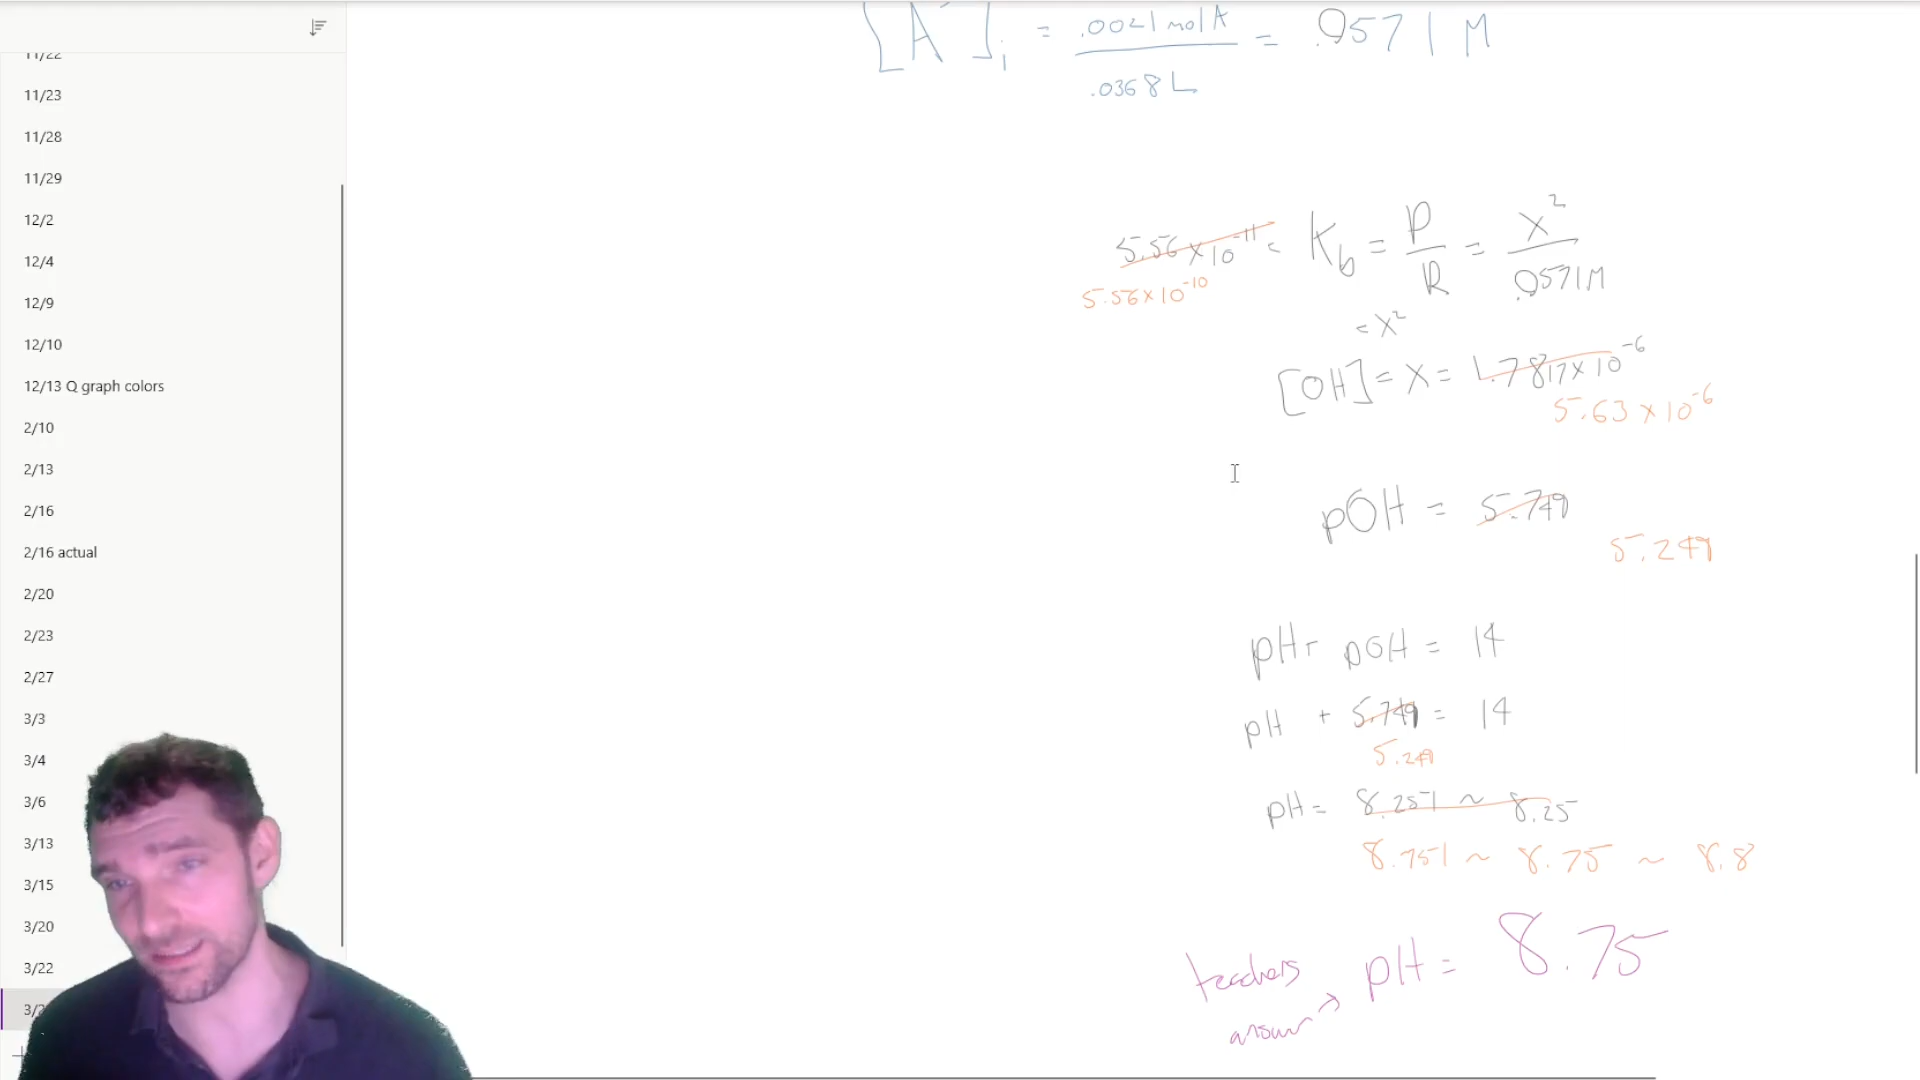 11/22
11/23
11/28
11/29
12/2
12/4
12/9
12/10
12/13 Q graph colors
2/10
2/13
2/16
2/16 actual
2/20
2/23
2/27
3/3
3/4
3/6
3/13
3/15
3/20
3/22
[A⁻]ᵢ = .0021 mol A / .0368 L = .0571 M
5.56 x 10⁻¹¹ = Kb = P / R = x² / .0571 M
5.56 x 10⁻¹⁰
= x²
[OH] = x = 1.7817 x 10⁻⁶
5.63 x 10⁻⁶
pOH = 5.749
5.249
pH + pOH = 14
pH + 5.749 = 14
5.249
pH = 8.251 ~ 8.25
8.751 ~ 8.75 ~ 8.8
teachers pH = 8.75
answer →